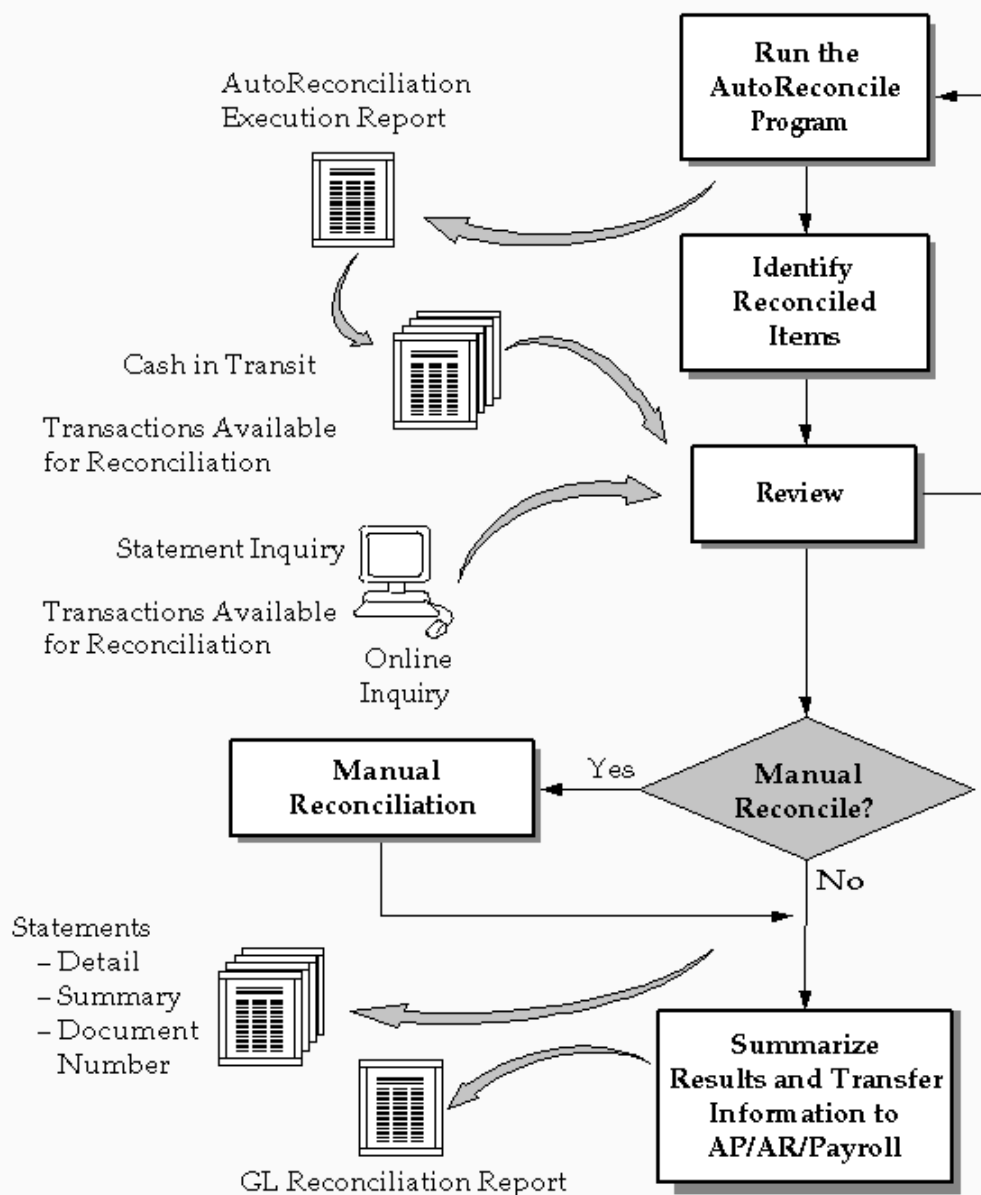 Run the
AutoReconcile
Program
AutoReconciliation
Execution Report
Identify
Reconciled
Items
Cash in Transit
Transactions Available
for Reconciliation
Review
Statement Inquiry
Transactions Available
for Reconciliation
Online
Inquiry
Manual
Reconcile?
Yes
Manual
Reconciliation
No
Statements
– Detail
– Summary
– Document
Number
Summarize
Results and Transfer
Information to
AP/AR/Payroll
GL Reconciliation Report